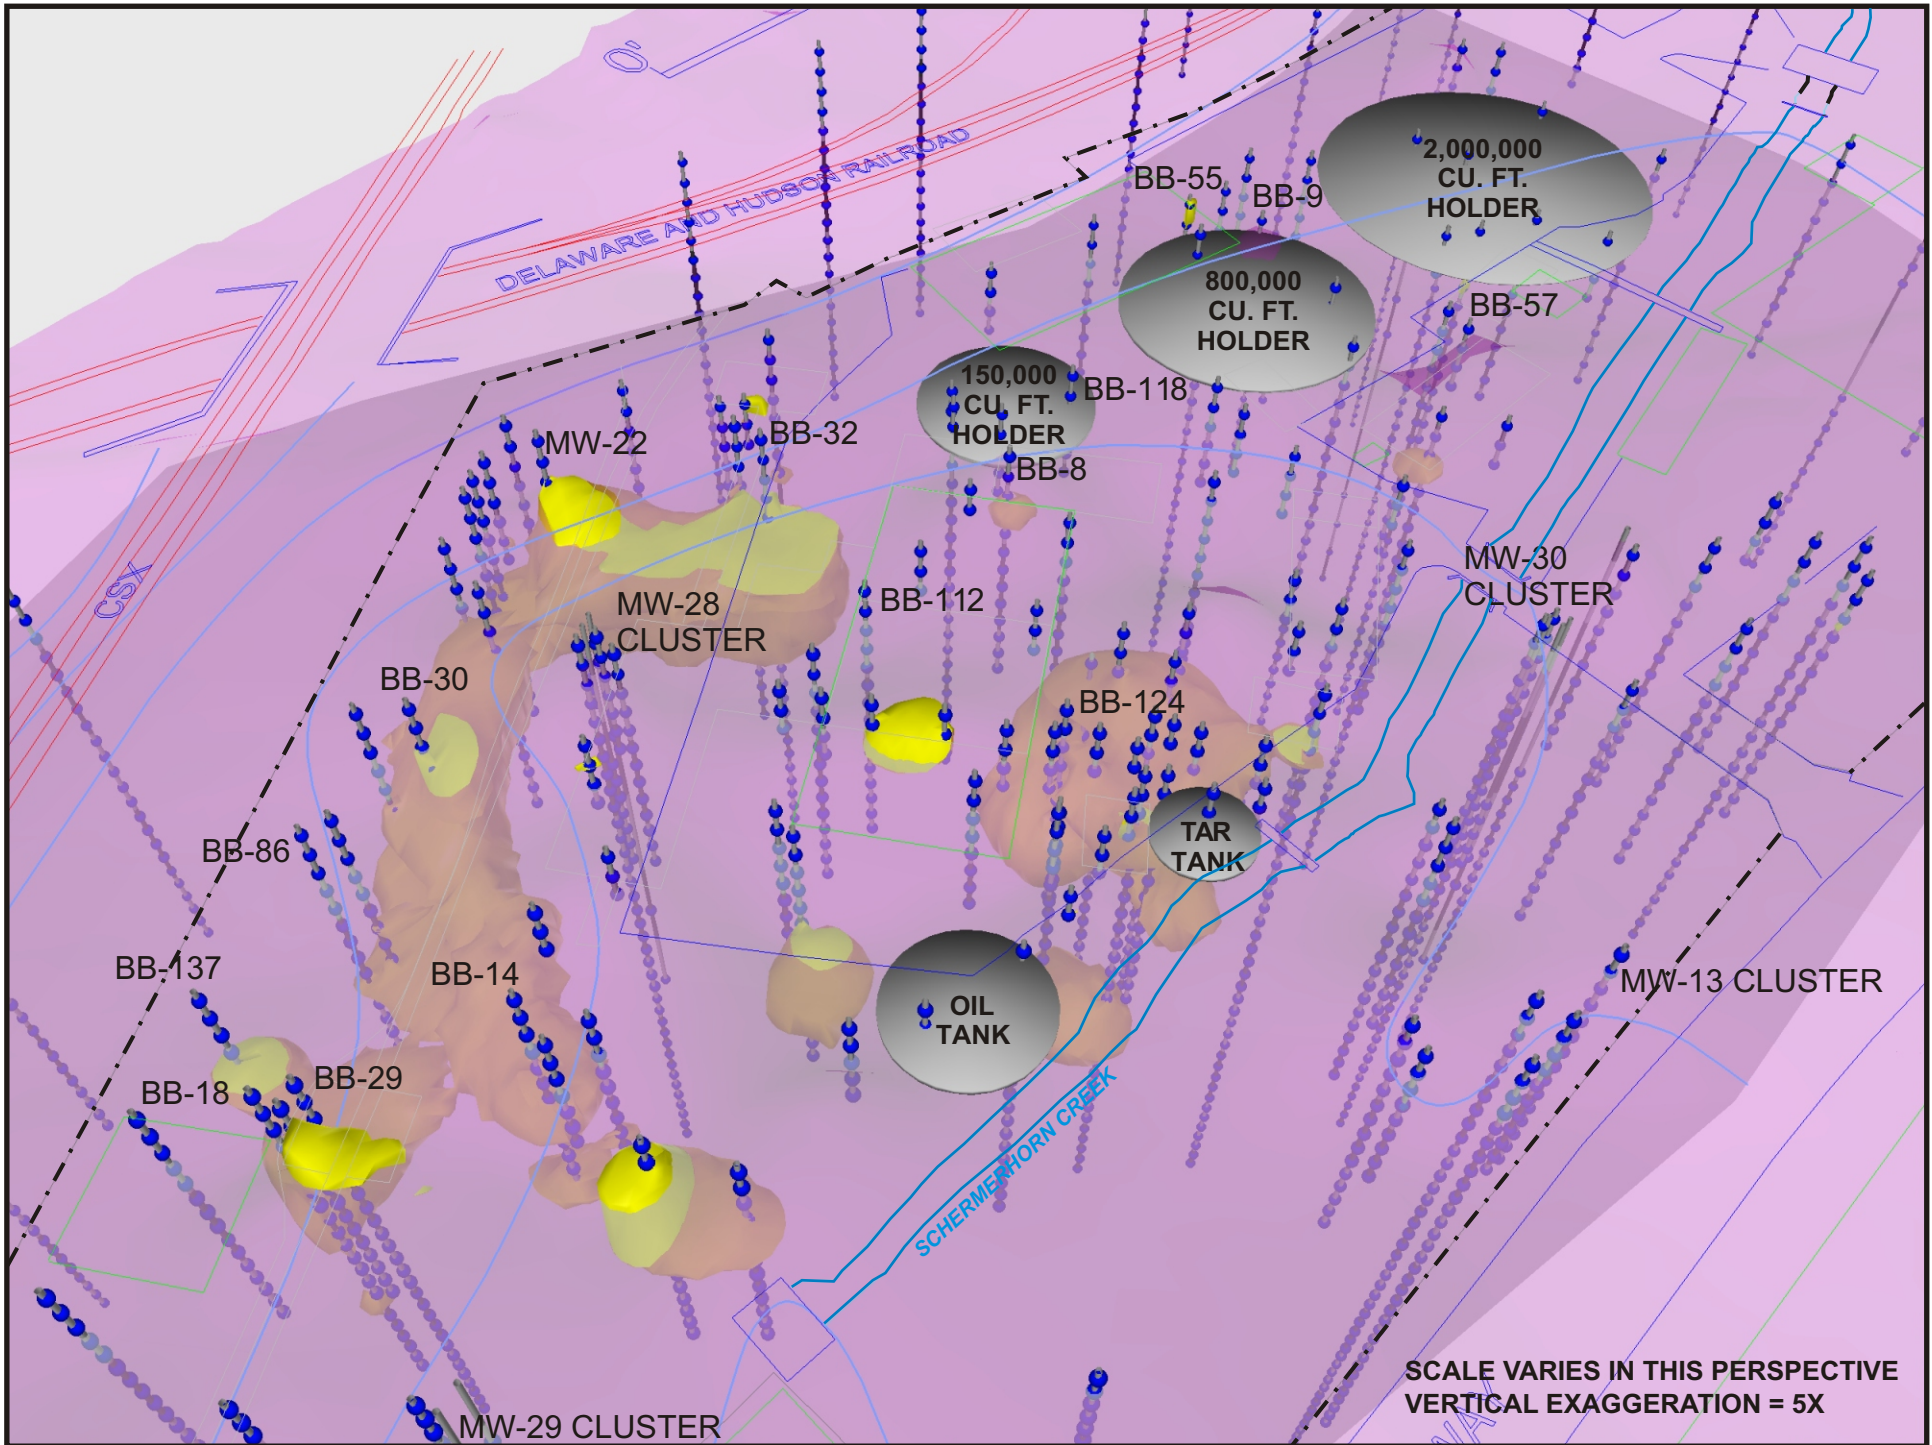 2,000,000
CU. FT.
HOLDER
DELAWARE AND HUDSON RAILROAD
BB-55
BB-9
800,000
CU. FT.
HOLDER
BB-57
150,000
CU. FT.
HOLDER
BB-118
MW-22
BB-32
BB-8
CSX
MW-30
CLUSTER
MW-28
CLUSTER
BB-112
BB-30
BB-124
TAR
TANK
BB-86
BB-137
BB-14
MW-13 CLUSTER
OIL
TANK
BB-29
BB-18
SCHERMERHORN CREEK
SCALE VARIES IN THIS PERSPECTIVE
VERTICAL EXAGGERATION = 5X
MW-29 CLUSTER